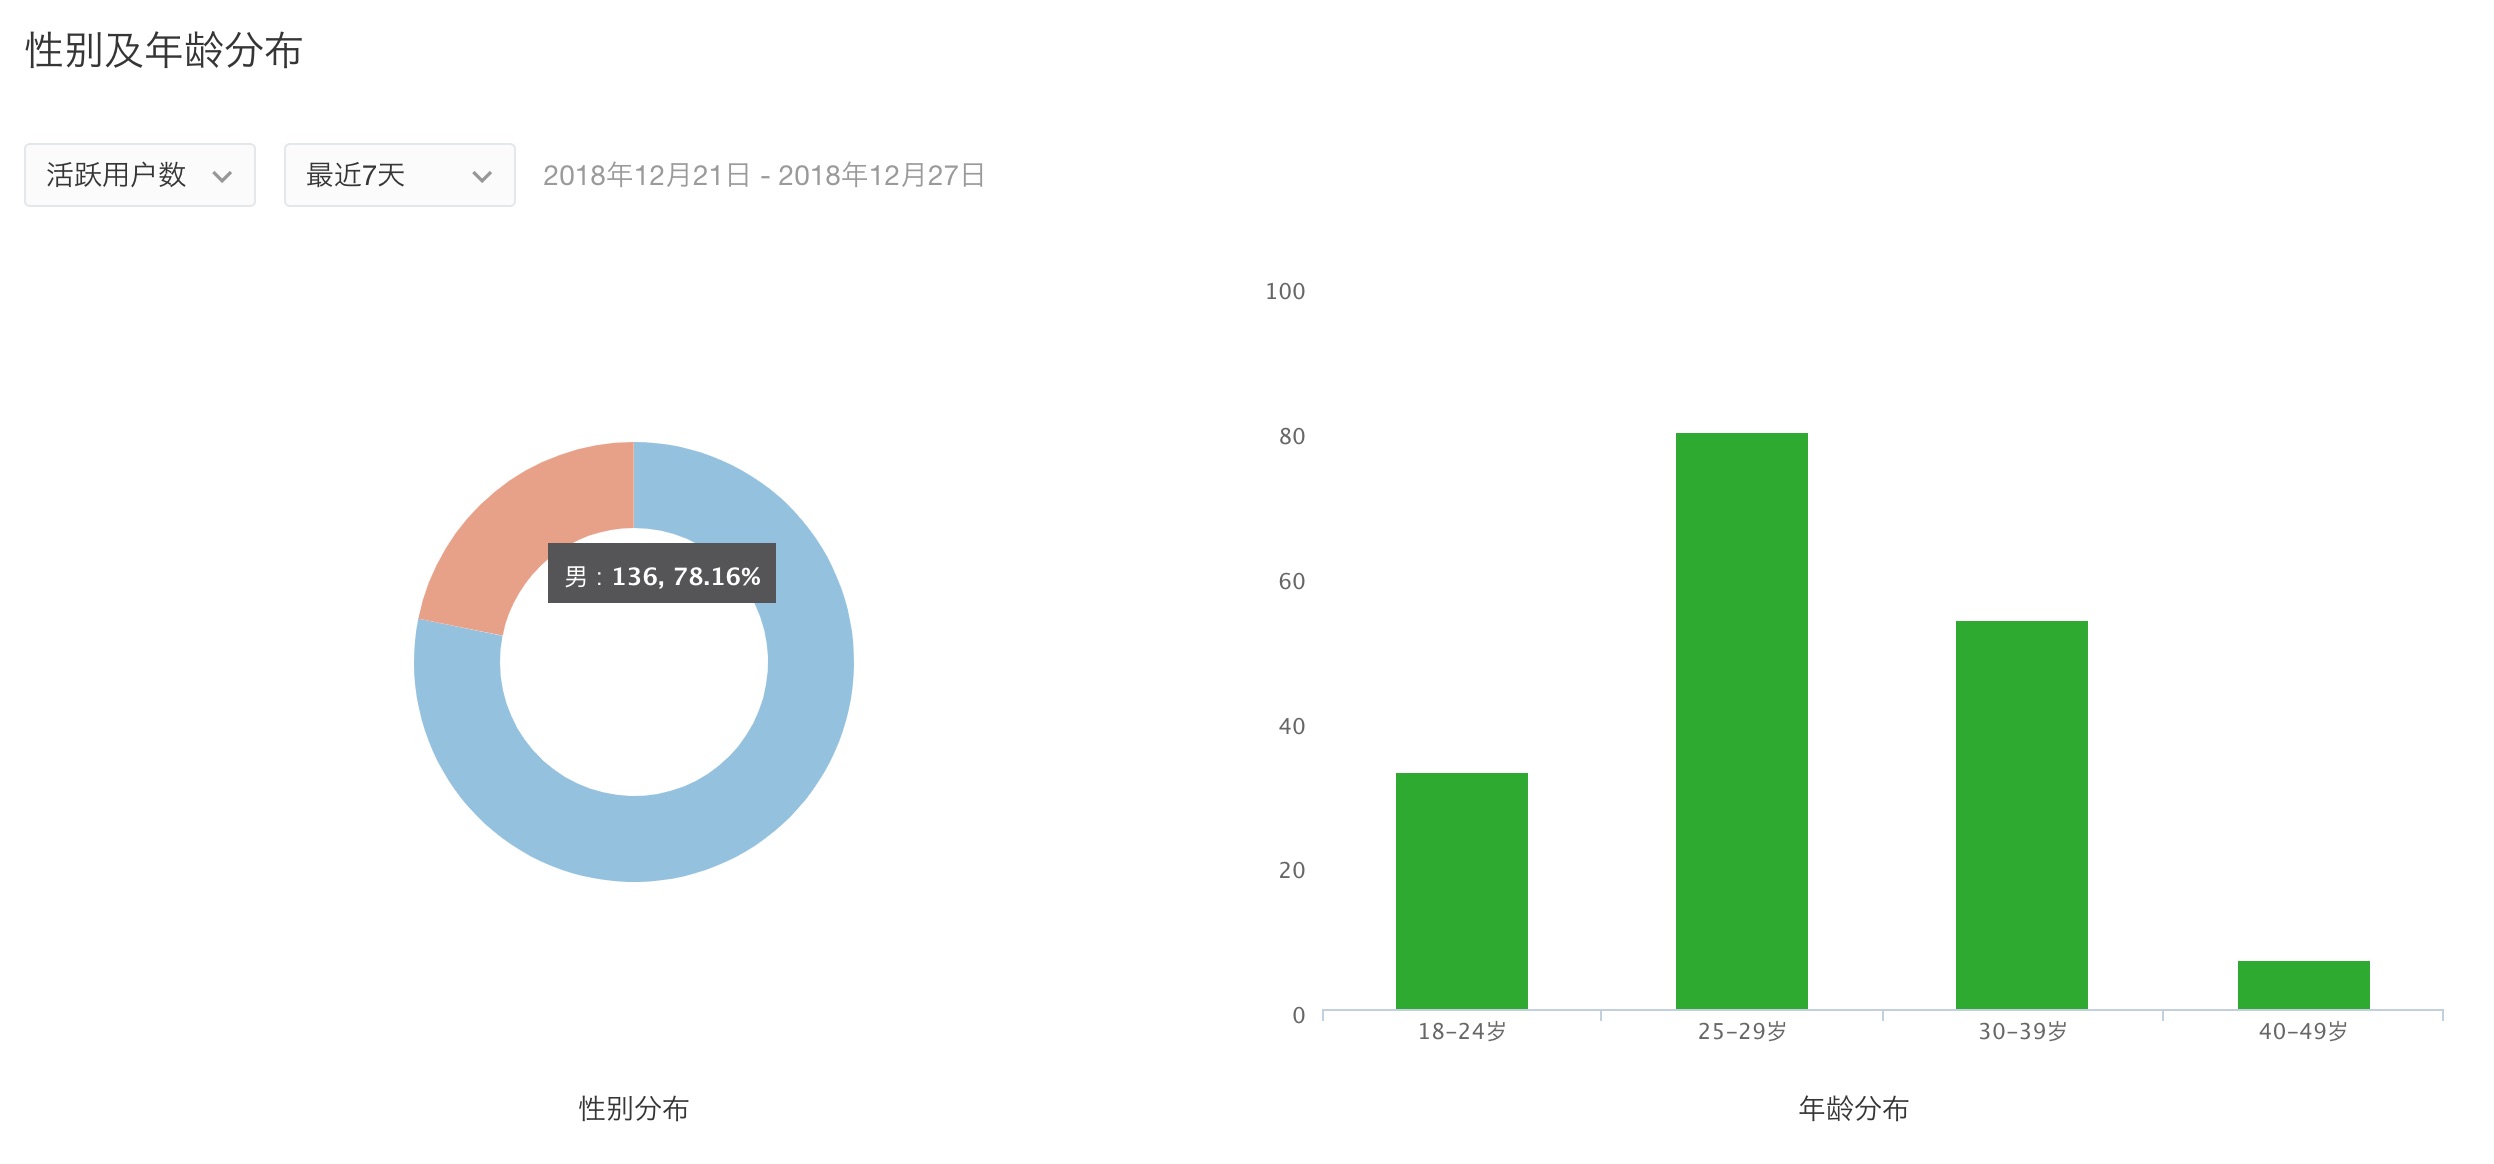 性别及年龄分布
活跃用户数 最近7天 2018年12月21日 - 2018年12月27日
男 : 136, 78.16%
性别分布
100
80
60
40
20
0
18-24岁 25-29岁 30-39岁 40-49岁
年龄分布